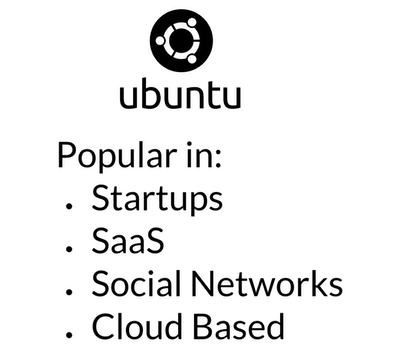 ubuntu
Popular in:
• Startups
• SaaS
• Social Networks
• Cloud Based